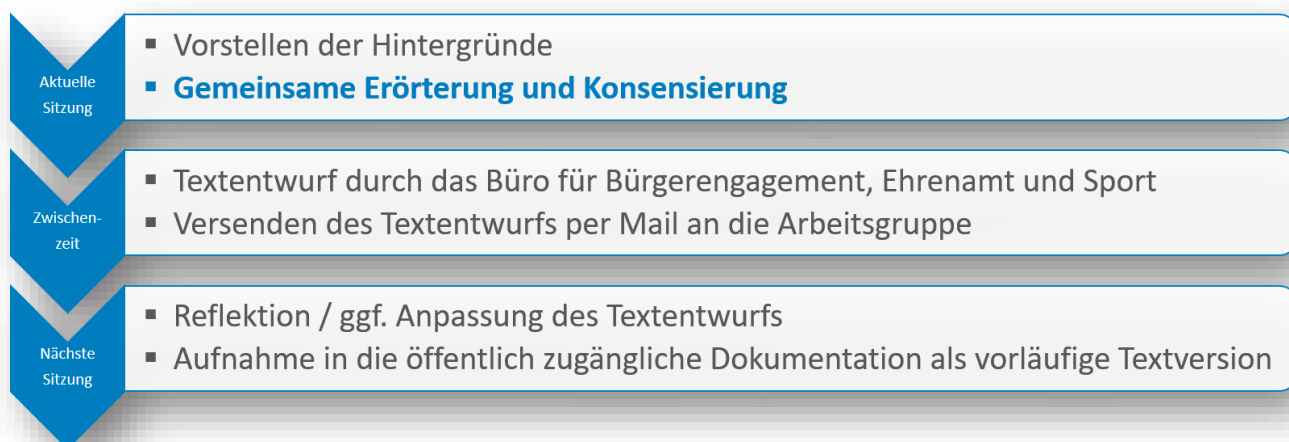 Aktuelle
Sitzung
▪ Vorstellen der Hintergründe
▪ Gemeinsame Erörterung und Konsensierung
Zwischen-
zeit
▪ Textentwurf durch das Büro für Bürgerengagement, Ehrenamt und Sport
▪ Versenden des Textentwurfs per Mail an die Arbeitsgruppe
Nächste
Sitzung
▪ Reflektion / ggf. Anpassung des Textentwurfs
▪ Aufnahme in die öffentlich zugängliche Dokumentation als vorläufige Textversion